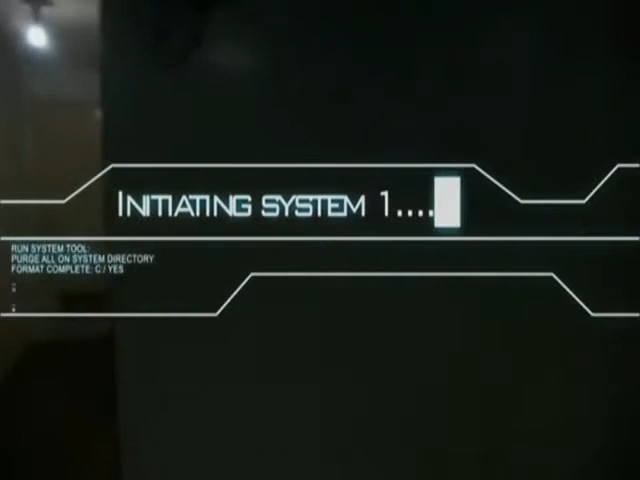 INITIATING SYSTEM 1....
RUN SYSTEM TOOL:
PURGE ALL ON SYSTEM DIRECTORY
FORMAT COMPLETE: C:/ YES